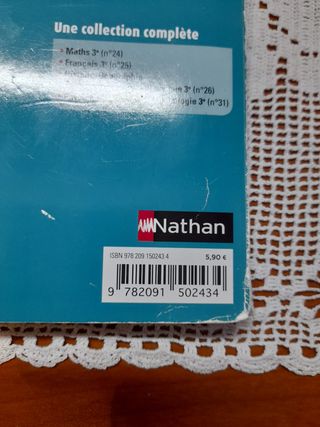 Une collection complète
• Maths 3e (n°24)
• Français 3e (n°25)
3e (n°26)
3e (n°31)
Nathan
ISBN 978 209 150243 4
5,90 €
9 782091 502434